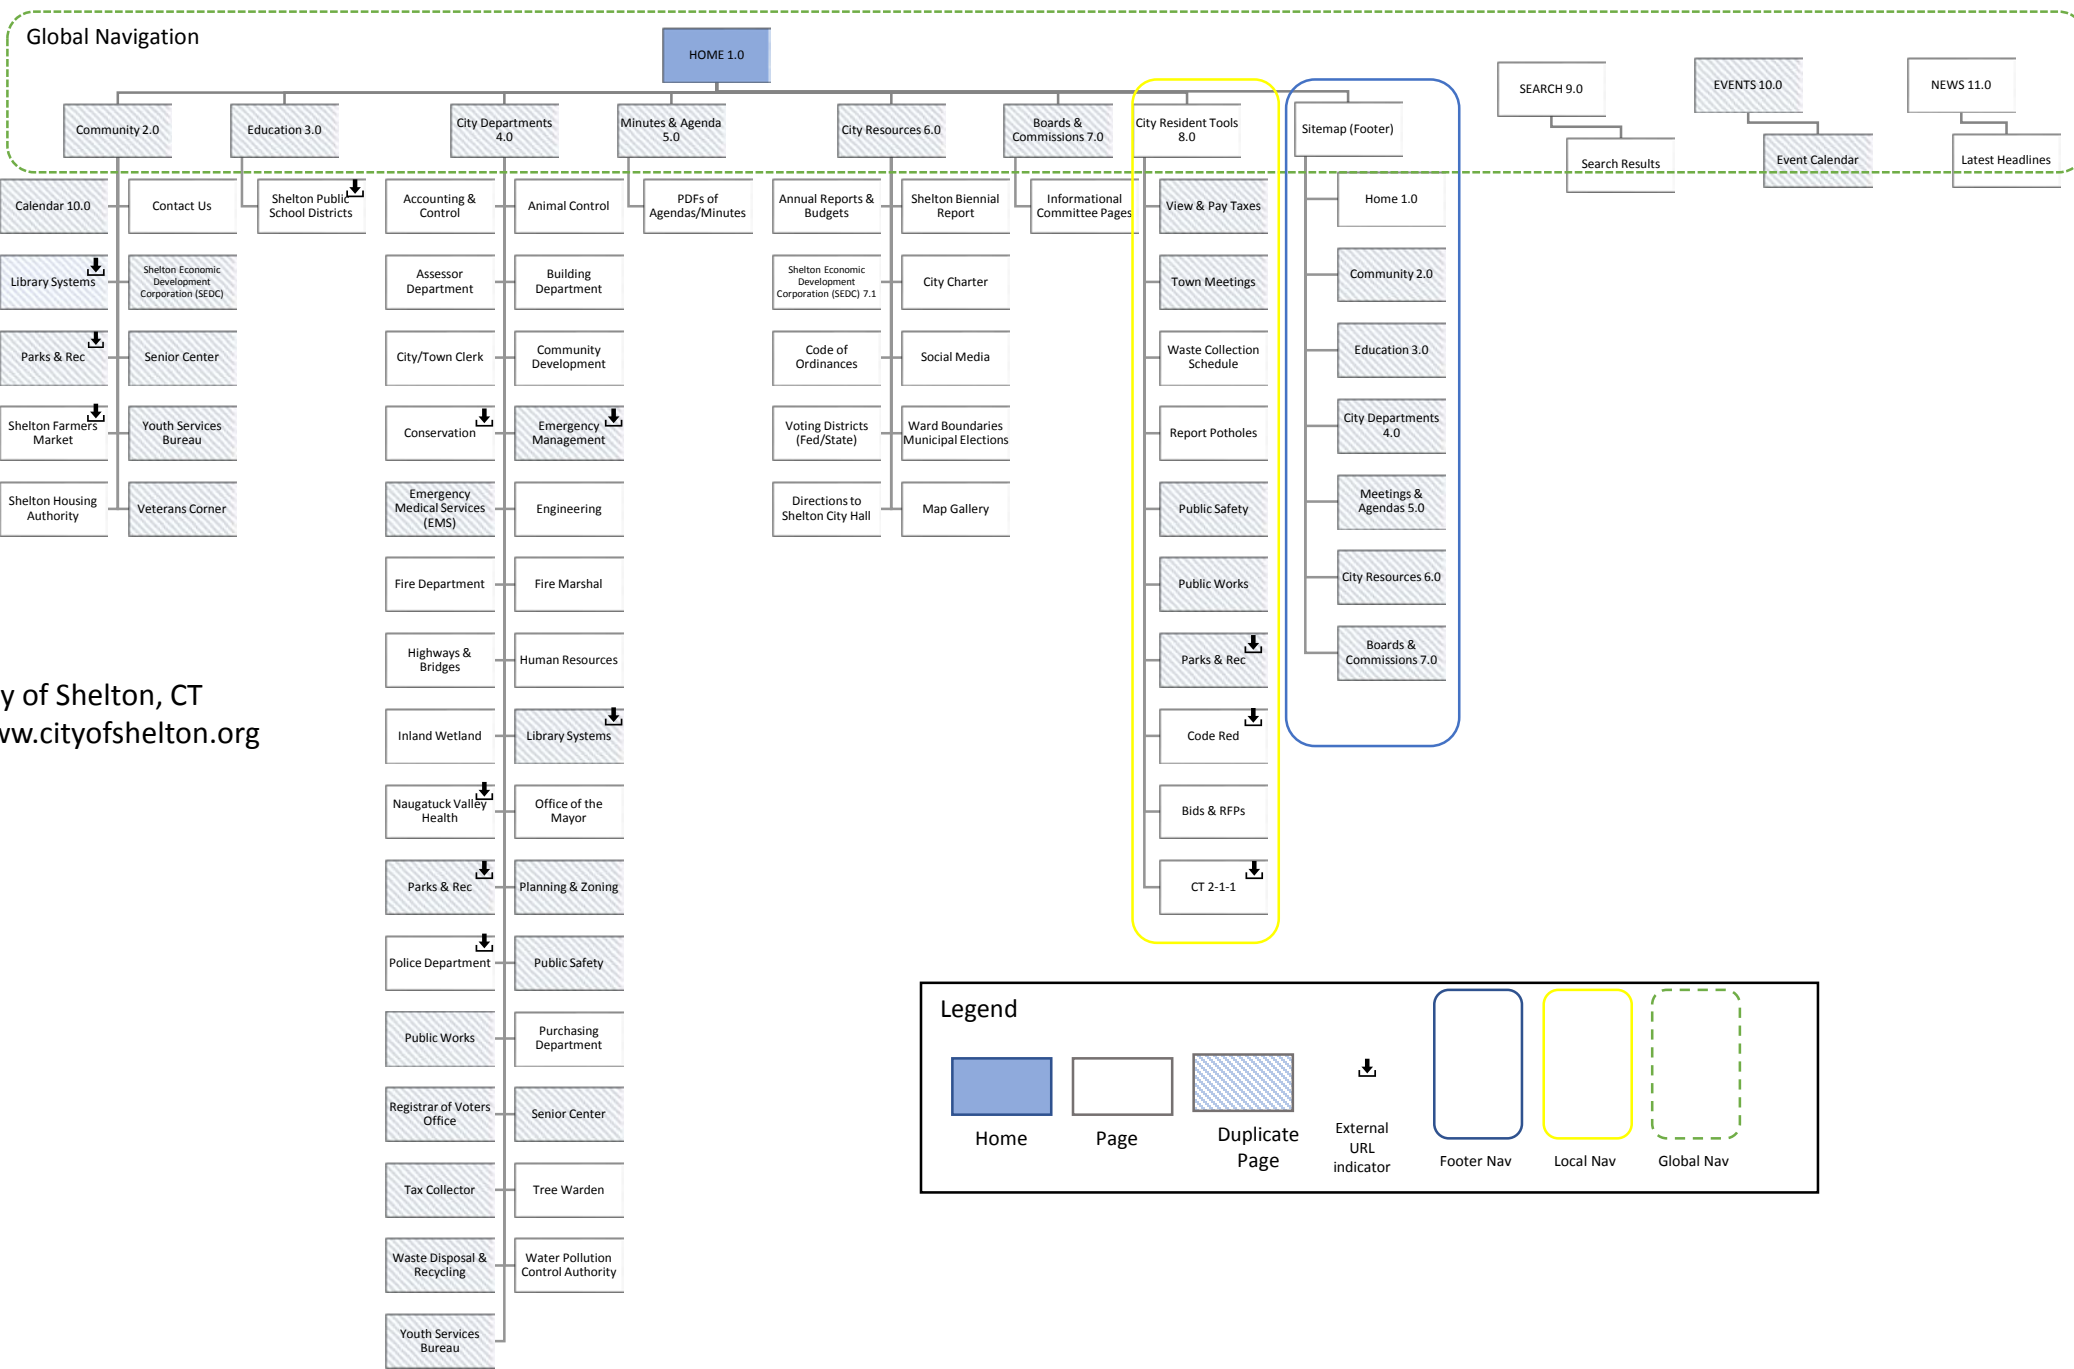 Global Navigation
HOME 1.0
SEARCH 9.0
EVENTS 10.0
NEWS 11.0
Community 2.0
Education 3.0
City Departments
4.0
Minutes & Agenda
5.0
City Resources 6.0
Boards &
Commissions 7.0
City Resident Tools
8.0
Sitemap (Footer)
Search Results
Event Calendar
Latest Headlines
Calendar 10.0
Contact Us
Library Systems
Shelton Economic
Development
Corporation (SEDC)
Parks & Rec
Senior Center
Shelton Farmers
Market
Youth Services
Bureau
Shelton Housing
Authority
Veterans Corner
Shelton Public
School Districts
Accounting &
Control
Animal Control
Assessor
Department
Building
Department
City/Town Clerk
Community
Development
Conservation
Emergency
Management
Emergency
Medical Services
(EMS)
Engineering
Fire Department
Fire Marshal
Highways &
Bridges
Human Resources
Inland Wetland
Library Systems
Naugatuck Valley
Health
Office of the
Mayor
Parks & Rec
Planning & Zoning
Police Department
Public Safety
Public Works
Purchasing
Department
Registrar of Voters
Office
Senior Center
Tax Collector
Tree Warden
Waste Disposal &
Recycling
Water Pollution
Control Authority
Youth Services
Bureau
PDFs of
Agendas/Minutes
Annual Reports &
Budgets
Shelton Biennial
Report
Shelton Economic
Development
Corporation (SEDC) 7.1
City Charter
Code of
Ordinances
Social Media
Voting Districts
(Fed/State)
Ward Boundaries
Municipal Elections
Directions to
Shelton City Hall
Map Gallery
Informational
Committee Pages
View & Pay Taxes
Town Meetings
Waste Collection
Schedule
Report Potholes
Public Safety
Public Works
Parks & Rec
Code Red
Bids & RFPs
CT 2-1-1
Home 1.0
Community 2.0
Education 3.0
City Departments
4.0
Meetings &
Agendas 5.0
City Resources 6.0
Boards &
Commissions 7.0
y of Shelton, CT
w.cityofshelton.org
Legend
Home
Page
Duplicate
Page
External
URL
indicator
Footer Nav
Local Nav
Global Nav